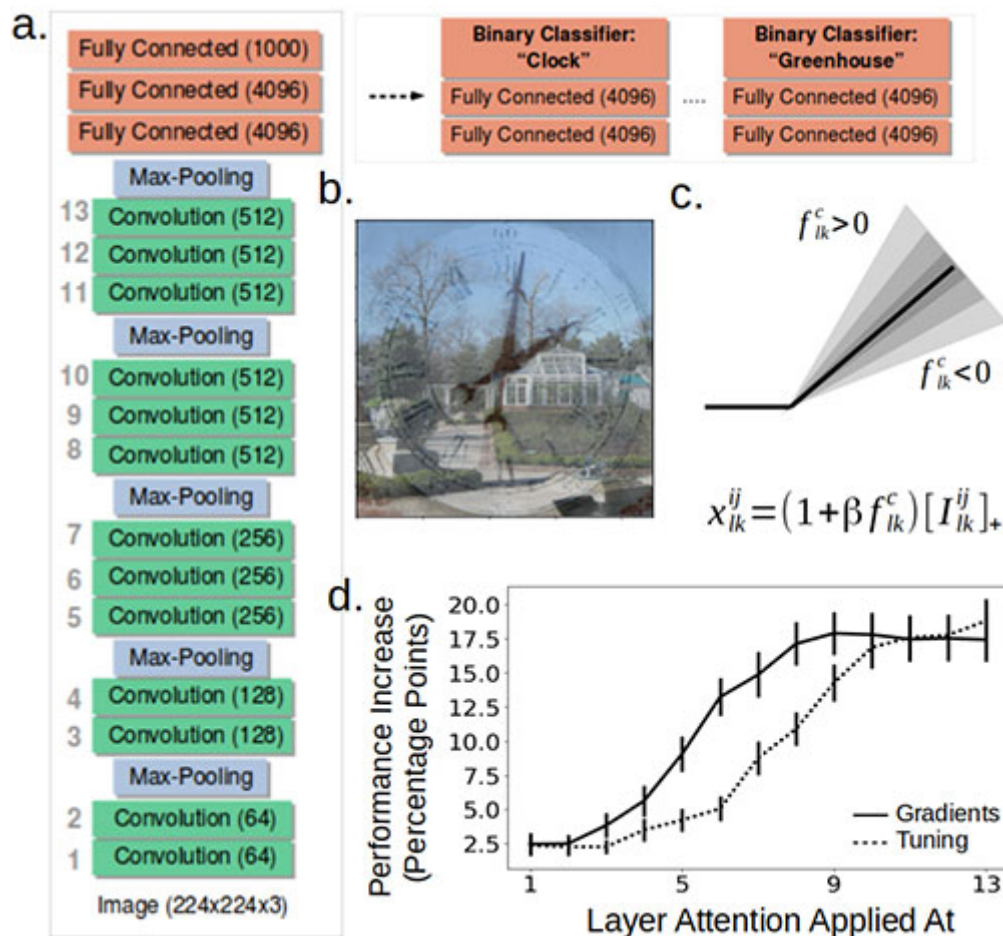 a.
Fully Connected (1000)
Fully Connected (4096)
Fully Connected (4096)
Max-Pooling
13 Convolution (512)
12 Convolution (512)
11 Convolution (512)
Max-Pooling
10 Convolution (512)
9 Convolution (512)
8 Convolution (512)
Max-Pooling
7 Convolution (256)
6 Convolution (256)
5 Convolution (256)
Max-Pooling
4 Convolution (128)
3 Convolution (128)
Max-Pooling
2 Convolution (64)
1 Convolution (64)
Image (224x224x3)
Binary Classifier:
"Clock"
Fully Connected (4096)
Fully Connected (4096)
....
Binary Classifier:
"Greenhouse"
Fully Connected (4096)
Fully Connected (4096)
b.
c.
f^c_lk>0
f^c_lk<0
x^ij_lk=(1+βf^c_lk)[I^ij_lk]_+
d.
Performance Increase
(Percentage Points)
20.0
17.5
15.0
12.5
10.0
7.5
5.0
2.5
Gradients
Tuning
1 5 9 13
Layer Attention Applied At